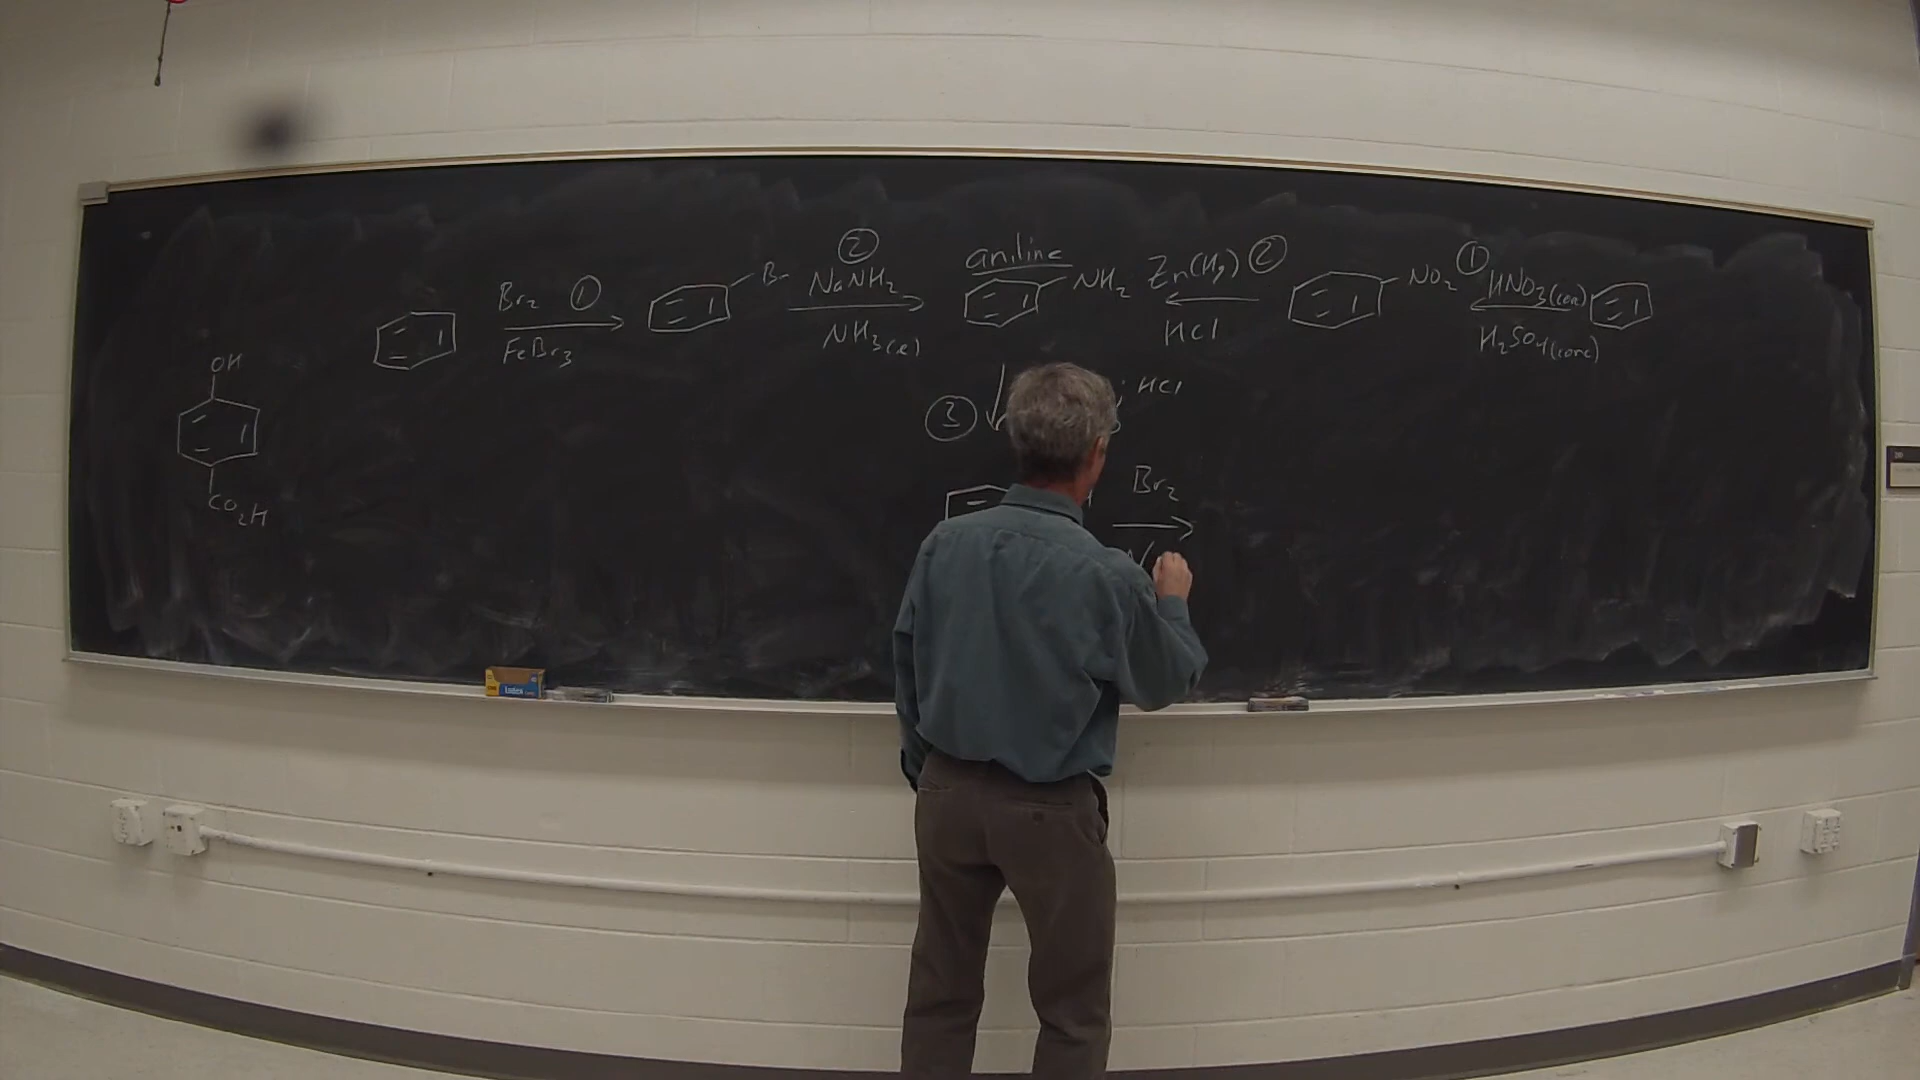 OH
CO2H
Br2 ①
FeBr3
Br
②
NaNH2
NH3(l)
aniline
NH2
Zn(Hg) ②
HCl
NO2
①
HNO3(con)
H2SO4(conc)
③
; HCl
Br2